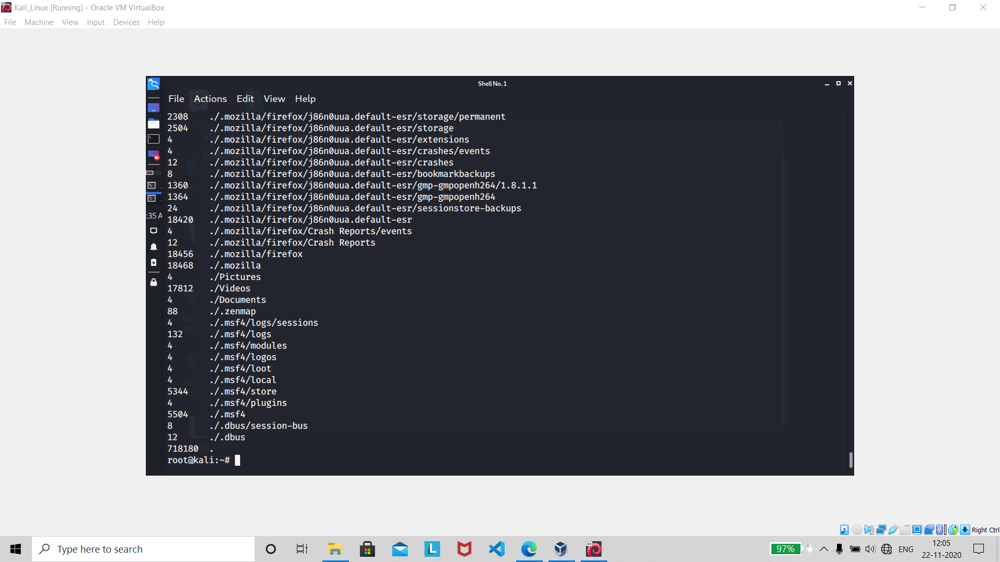 Kali_Linux [Running] - Oracle VM VirtualBox
File Machine View Input Devices Help
Shell No. 1
File Actions Edit View Help
2308 ./.mozilla/firefox/j86n0uua.default-esr/storage/permanent
2504 ./.mozilla/firefox/j86n0uua.default-esr/storage
4 ./.mozilla/firefox/j86n0uua.default-esr/extensions
4 ./.mozilla/firefox/j86n0uua.default-esr/crashes/events
12 ./.mozilla/firefox/j86n0uua.default-esr/crashes
8 ./.mozilla/firefox/j86n0uua.default-esr/bookmarkbackups
1360 ./.mozilla/firefox/j86n0uua.default-esr/gmp-gmpopenh264/1.8.1.1
1364 ./.mozilla/firefox/j86n0uua.default-esr/gmp-gmpopenh264
24 ./.mozilla/firefox/j86n0uua.default-esr/sessionstore-backups
18420 ./.mozilla/firefox/j86n0uua.default-esr
4 ./.mozilla/firefox/Crash Reports/events
12 ./.mozilla/firefox/Crash Reports
18456 ./.mozilla/firefox
18468 ./.mozilla
4 ./Pictures
17812 ./Videos
4 ./Documents
88 ./.zenmap
4 ./.msf4/logs/sessions
132 ./.msf4/logs
4 ./.msf4/modules
4 ./.msf4/logos
4 ./.msf4/loot
4 ./.msf4/local
5344 ./.msf4/store
4 ./.msf4/plugins
5504 ./.msf4
8 ./.dbus/session-bus
12 ./.dbus
718180 .
root@kali:~#
:35 A
Right Ctrl
Type here to search
97%
ENG
12:05
22-11-2020